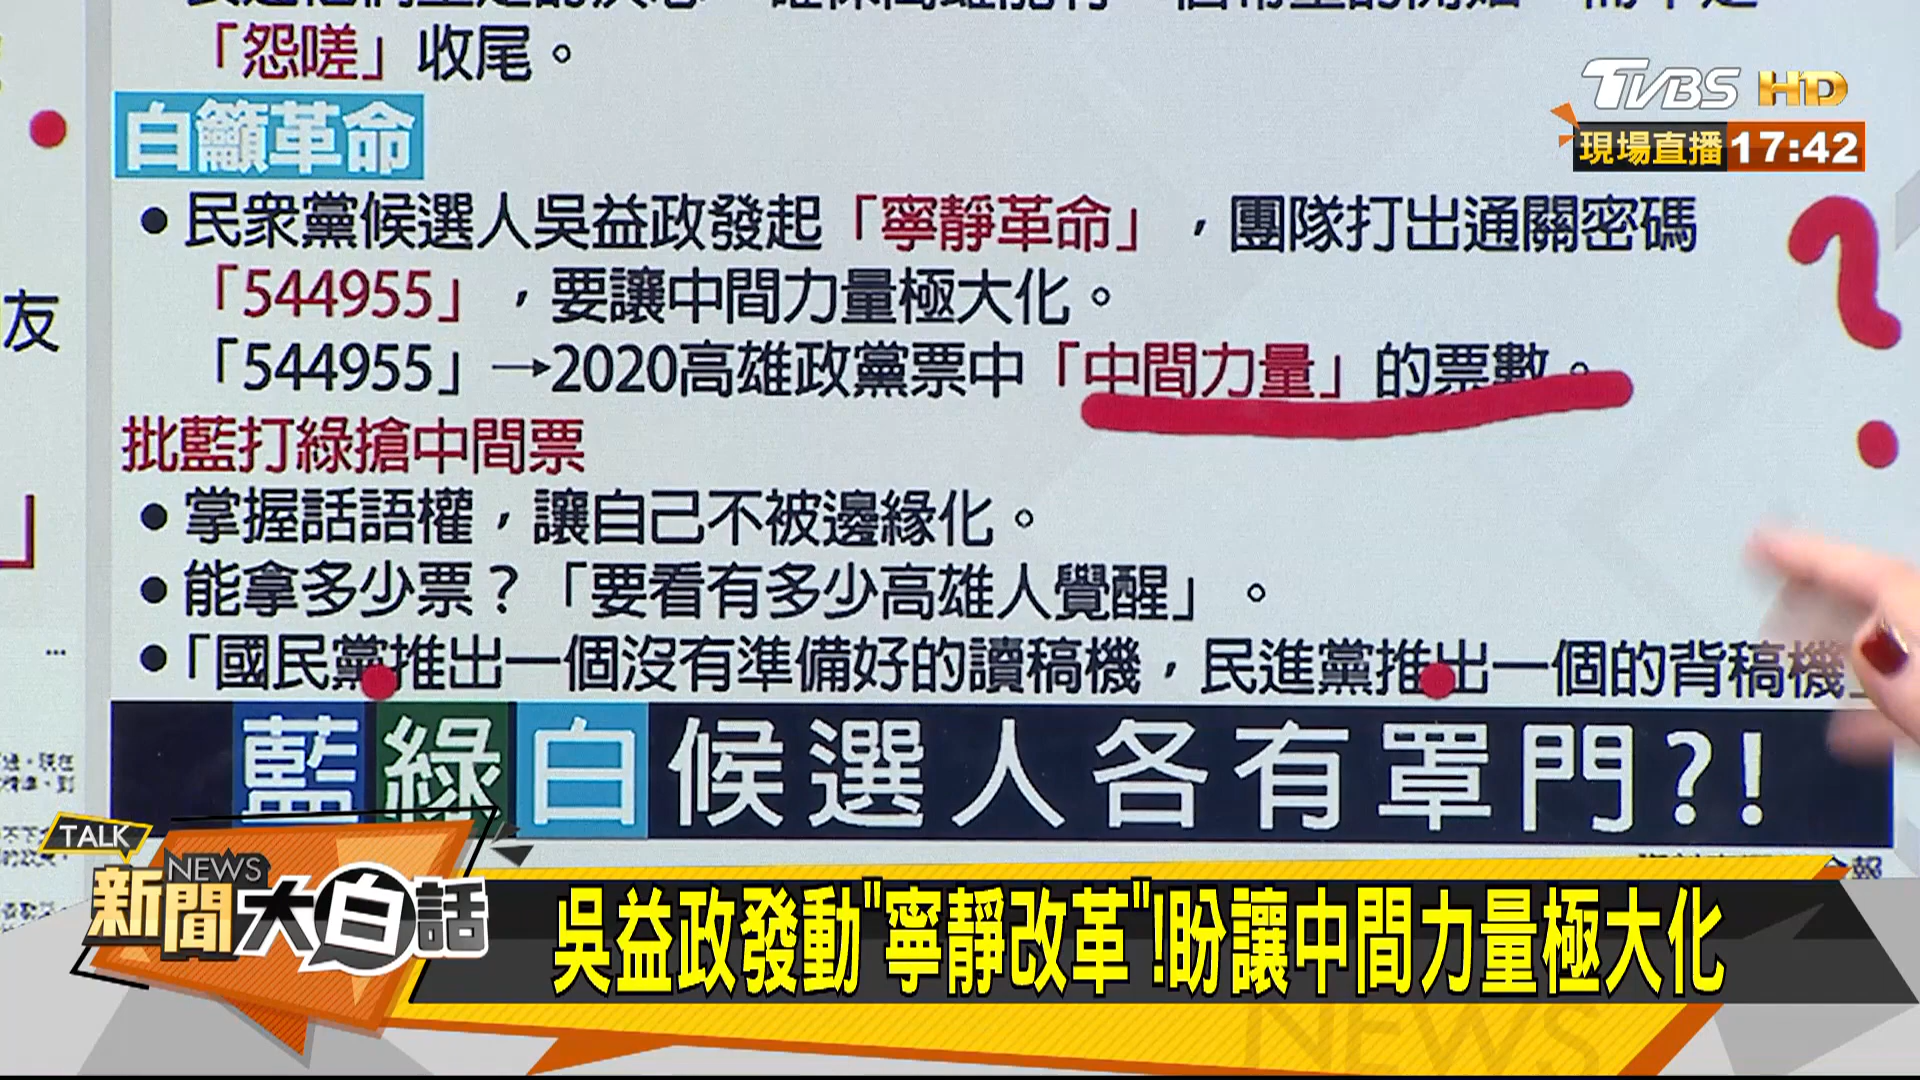 「怨嗟」收尾。
TVBS HD
現場直播 17:42
白籲革命
●民衆黨候選人吳益政發起「寧靜革命」，團隊打出通關密碼
「544955」，要讓中間力量極大化。
「544955」→2020高雄政黨票中「中間力量」的票數。
友
批藍打綠搶中間票
●掌握話語權，讓自己不被邊緣化。
●能拿多少票？「要看有多少高雄人覺醒」。
●「國民黨推出一個沒有準備好的讀稿機，民進黨推出一個的背稿機」
...
藍綠白候選人各有罩門?!
TALK
NEWS
新聞大白話
吳益政發動"寧靜改革"!盼讓中間力量極大化
NEWS